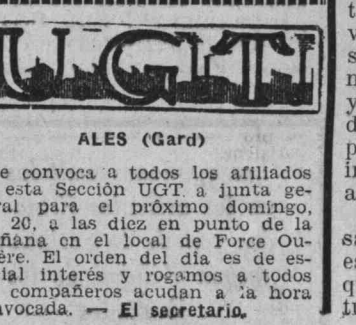 UGT
ALES (Gard)
e convoca a todos los afiliados
esta Sección UGT. a junta ge-
ral para el próximo domingo,
20, a las diez en punto de la
ñana en el local de Force Ou-
ère. El orden del día es de es-
ial interés y rogamos a todos
compañeros acudan a la hora
nvocada. — El secretario.